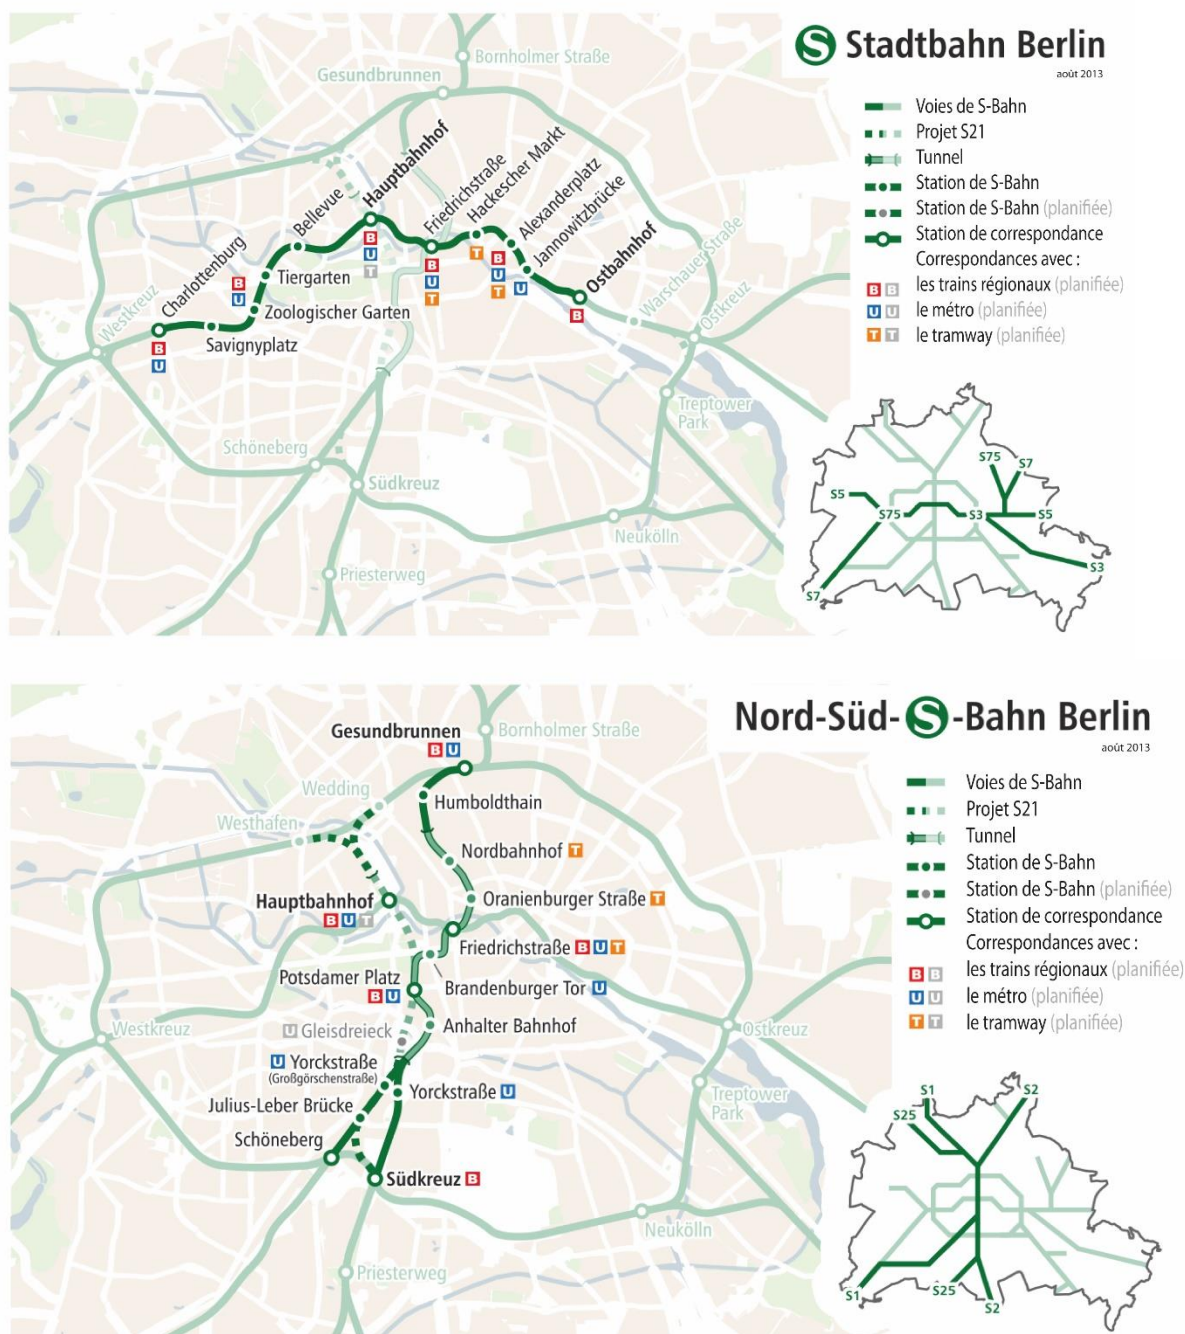 S Stadtbahn Berlin
août 2013
Voies de S-Bahn
Projet S21
Tunnel
Station de S-Bahn
Station de S-Bahn (planifiée)
Station de correspondance
Correspondances avec :
B B les trains régionaux (planifiée)
U U le métro (planifiée)
T T le tramway (planifiée)
Bornholmer Straße
Gesundbrunnen
Hauptbahnhof
B
U
T
Bellevue
Friedrichstraße
B
U
T
Hackescher Markt
T
Alexanderplatz
B
U
T
Jannowitzbrücke
U
Ostbahnhof
B
Warschauer Straße
Ostkreuz
Charlottenburg
B
U
Westkreuz
Tiergarten
B
U
Zoologischer Garten
Savignyplatz
Treptower
Park
Schöneberg
Südkreuz
Neukölln
Priesterweg
S75
S7
S5
S75
S3
S5
S3
S7
Nord-Süd-S-Bahn Berlin
août 2013
Voies de S-Bahn
Projet S21
Tunnel
Station de S-Bahn
Station de S-Bahn (planifiée)
Station de correspondance
Correspondances avec :
B B les trains régionaux (planifiée)
U U le métro (planifiée)
T T le tramway (planifiée)
Gesundbrunnen
B U
Bornholmer Straße
Wedding
Humboldthain
Westhafen
Nordbahnhof T
Hauptbahnhof
B U T
Oranienburger Straße T
Friedrichstraße B U T
Potsdamer Platz
B U
Brandenburger Tor U
Anhalter Bahnhof
U Gleisdreieck
Westkreuz
Ostkreuz
U Yorckstraße
(Großgörschenstraße)
Yorckstraße U
Treptower
Park
Julius-Leber Brücke
Schöneberg
Südkreuz B
Neukölln
Priesterweg
S1
S2
S25
S1
S25
S2